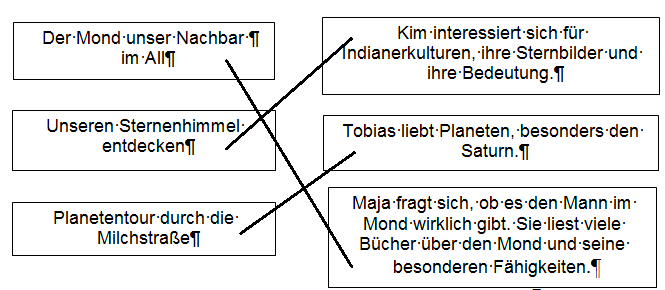 Der Mond unser Nachbar
im All¶
Unseren Sternenhimmel
entdecken¶
Planetentour durch die
Milchstraße¶
Kim interessiert sich für
Indianerkulturen, ihre Sternbilder und
ihre Bedeutung.¶
Tobias liebt Planeten, besonders den
Saturn.¶
Maja fragt sich, ob es den Mann im
Mond wirklich gibt. Sie liest viele
Bücher über den Mond und seine
besonderen Fähigkeiten.¶